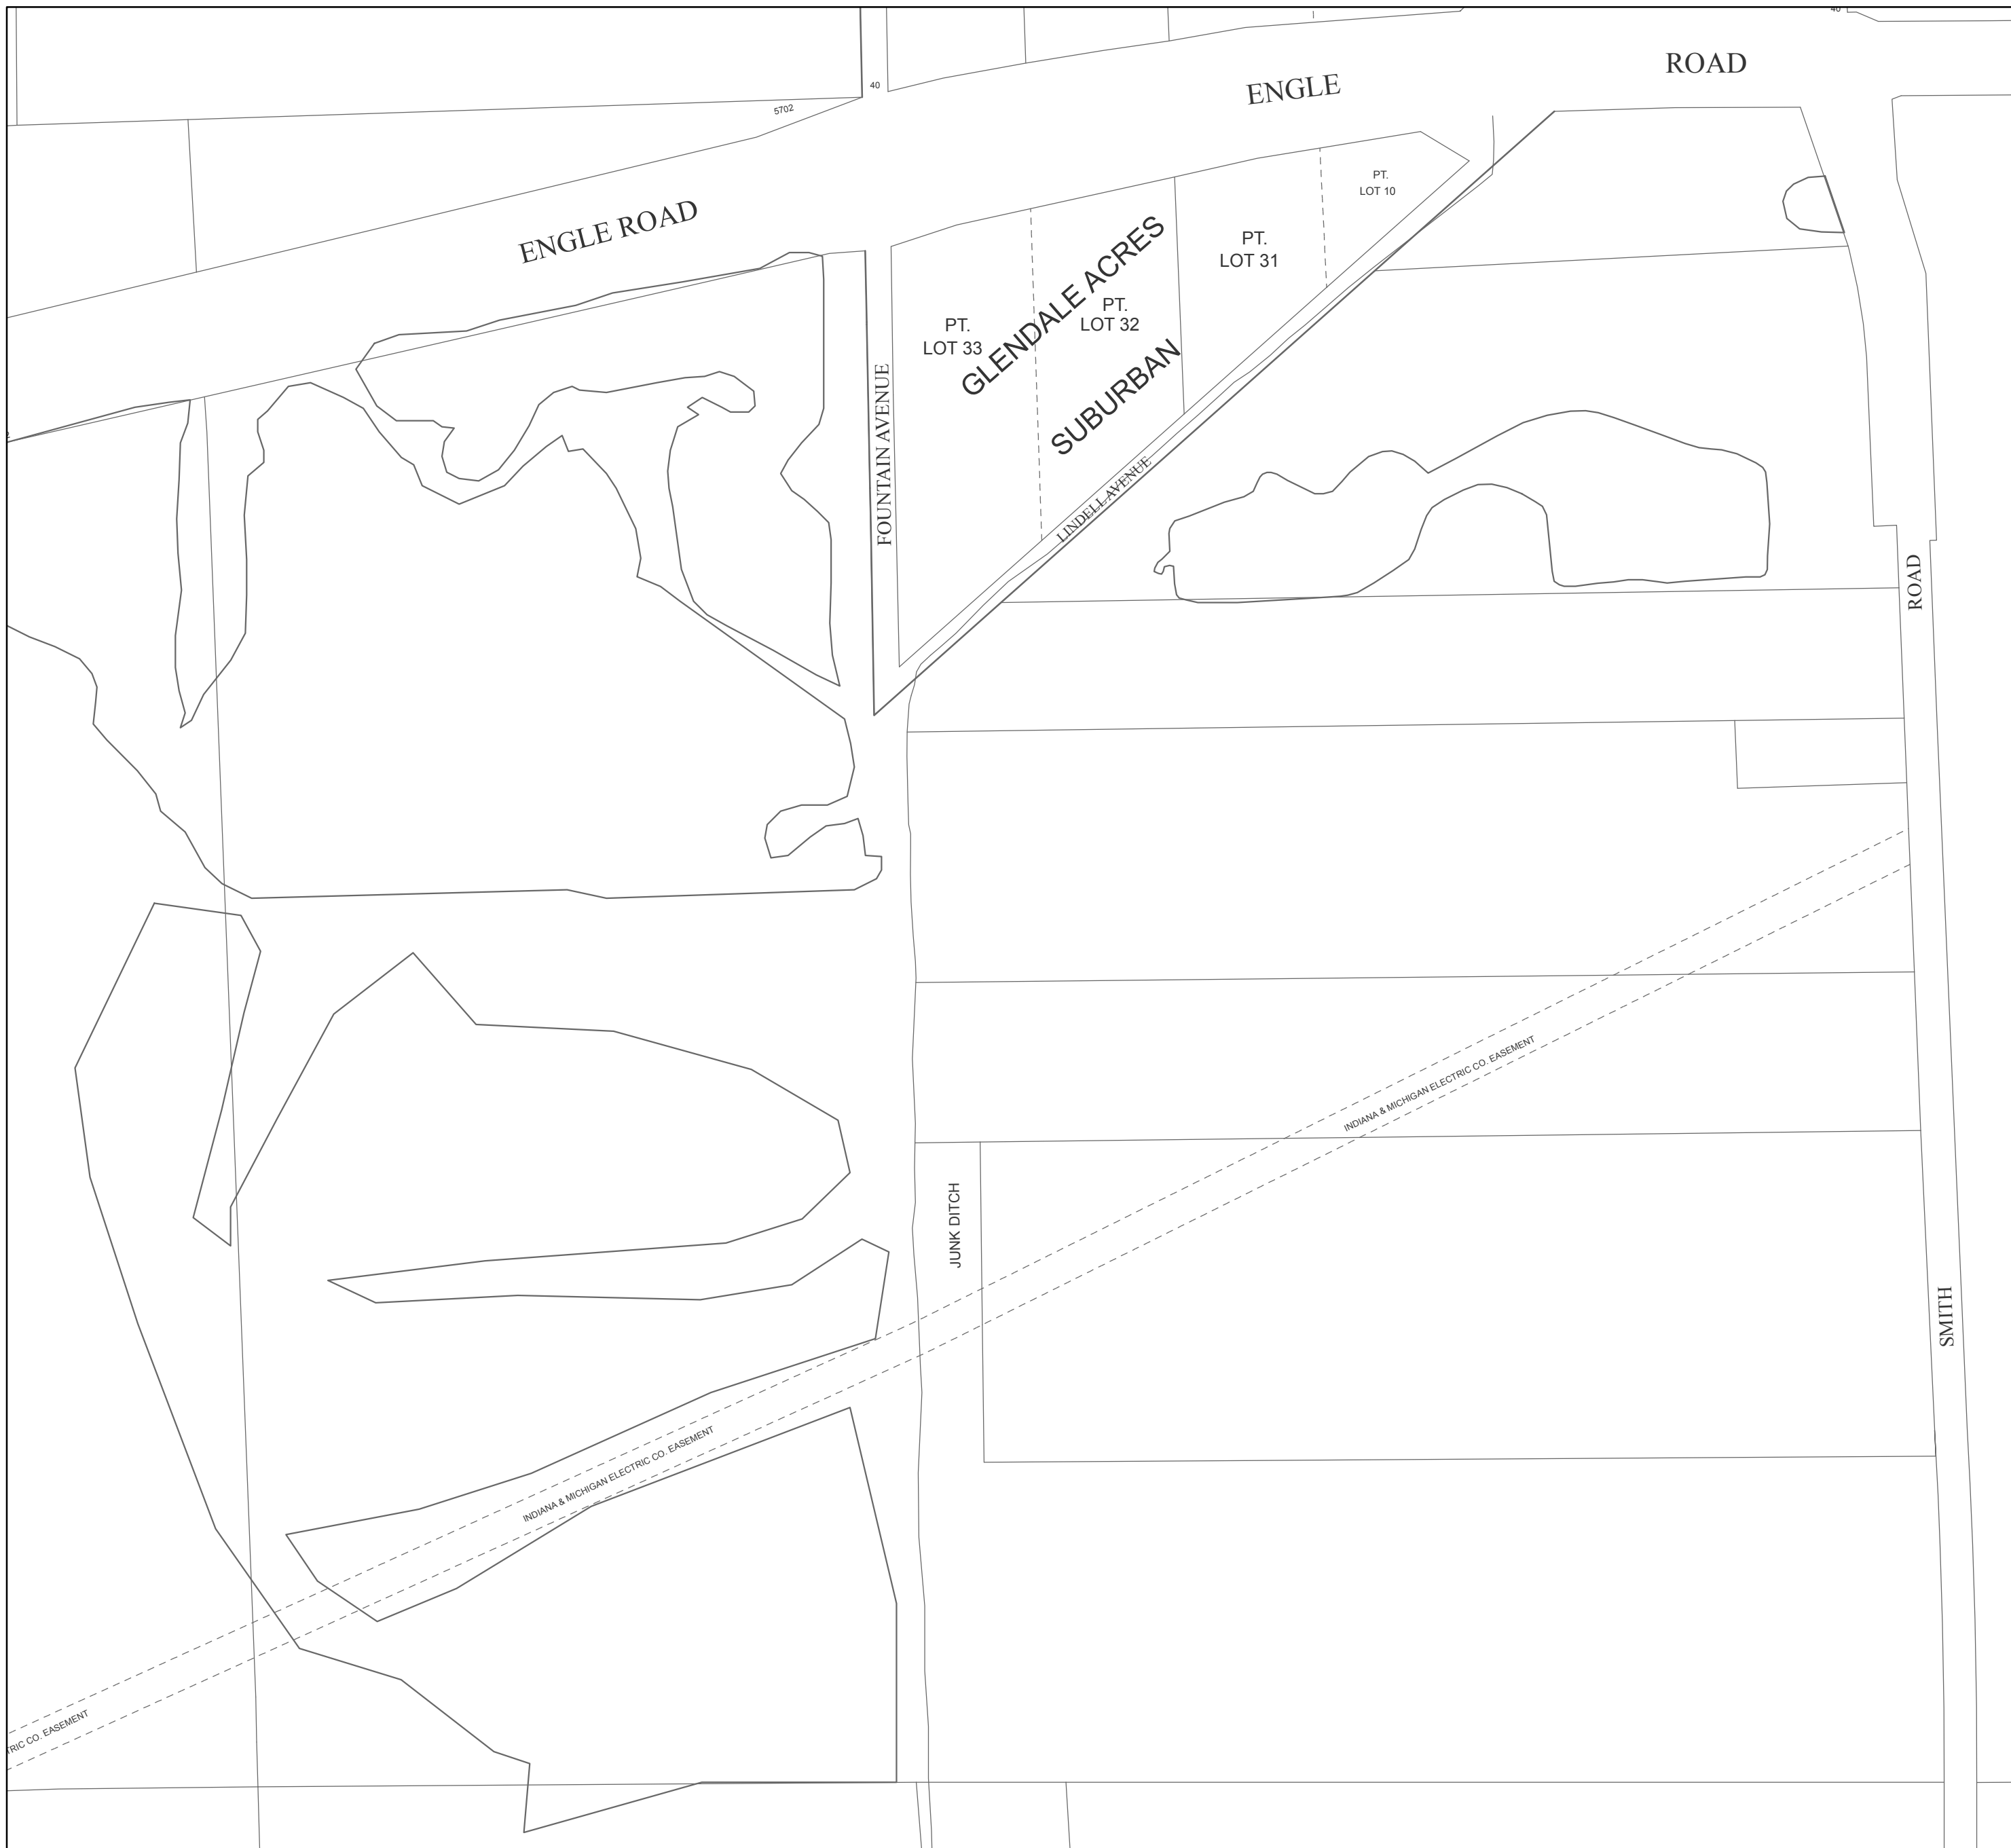 40
ROAD
ENGLE
40
5702
ENGLE ROAD
PT.
LOT 10
PT.
LOT 31
GLENDALE ACRES
PT.
LOT 32
PT.
LOT 33
SUBURBAN
FOUNTAIN AVENUE
LINDELL AVENUE
ROAD
INDIANA & MICHIGAN ELECTRIC CO. EASEMENT
JUNK DITCH
SMITH
INDIANA & MICHIGAN ELECTRIC CO. EASEMENT
TRIC CO. EASEMENT